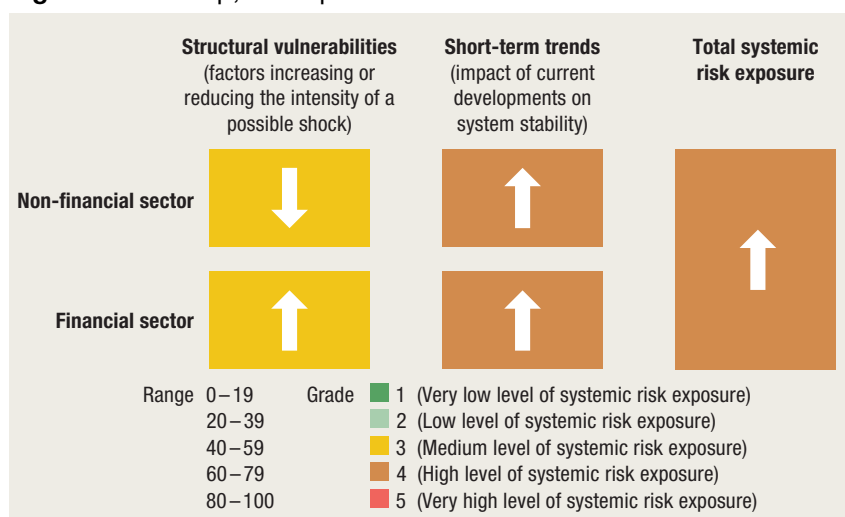 Structural vulnerabilities
(factors increasing or
reducing the intensity of a
possible shock)
Short-term trends
(impact of current
developments on
system stability)
Total systemic
risk exposure
Non-financial sector
Financial sector
Range 0–19 Grade 1 (Very low level of systemic risk exposure)
20–39 2 (Low level of systemic risk exposure)
40–59 3 (Medium level of systemic risk exposure)
60–79 4 (High level of systemic risk exposure)
80–100 5 (Very high level of systemic risk exposure)